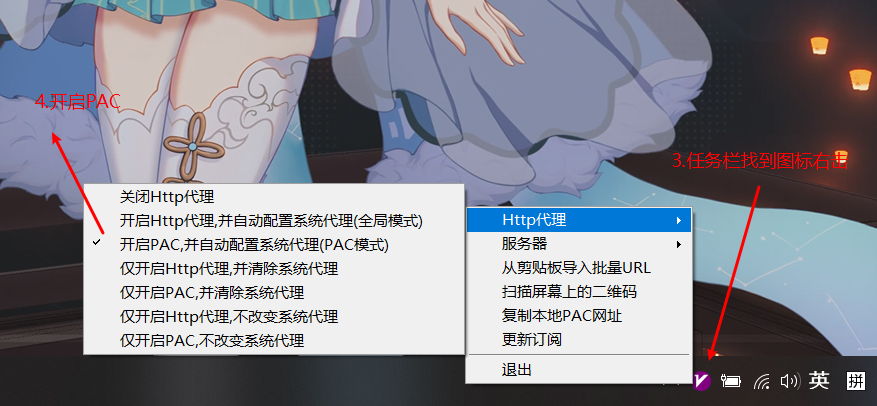 4.开启PAC
3.任务栏找到图标右击
关闭Http代理
开启Http代理,并自动配置系统代理(全局模式)
开启PAC,并自动配置系统代理(PAC模式)
仅开启Http代理,并清除系统代理
仅开启PAC,并清除系统代理
仅开启Http代理,不改变系统代理
仅开启PAC,不改变系统代理
Http代理
服务器
从剪贴板导入批量URL
扫描屏幕上的二维码
复制本地PAC网址
更新订阅
退出
英
拼